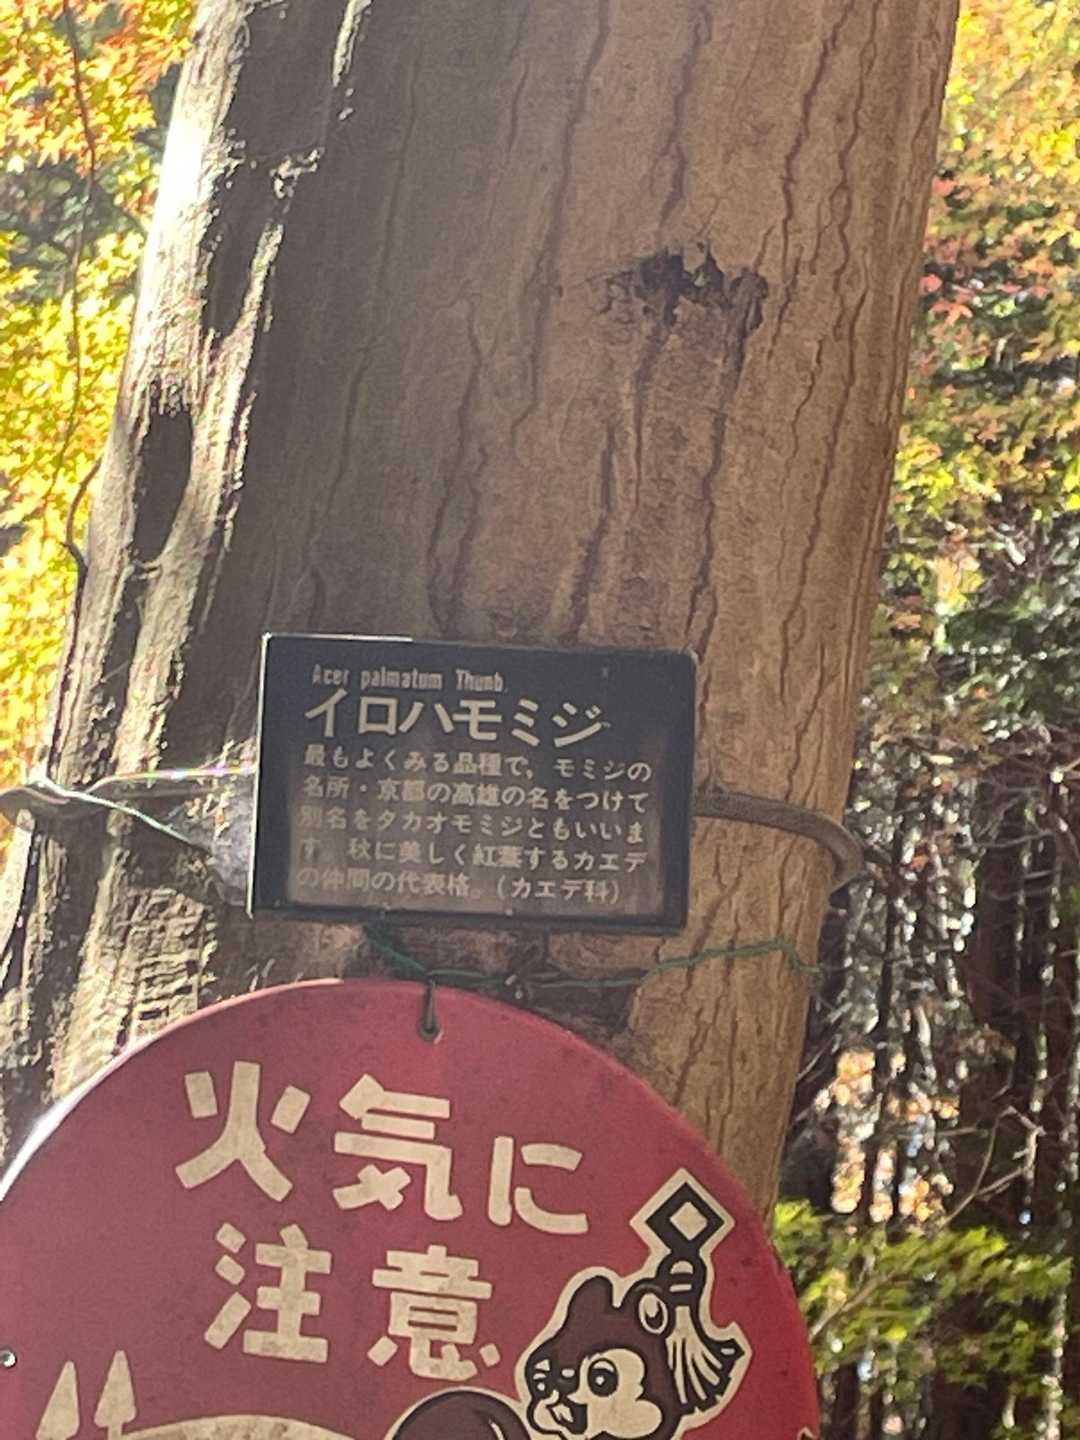 Acer palmatum Thunb.
イロハモミジ
最もよくみる品種で，モミジの
名所・京都の高雄の名をつけて
別名をタカオモミジともいいま
す。秋に美しく紅葉するカエデ
の仲間の代表格。（カエデ科）
火気に
注意